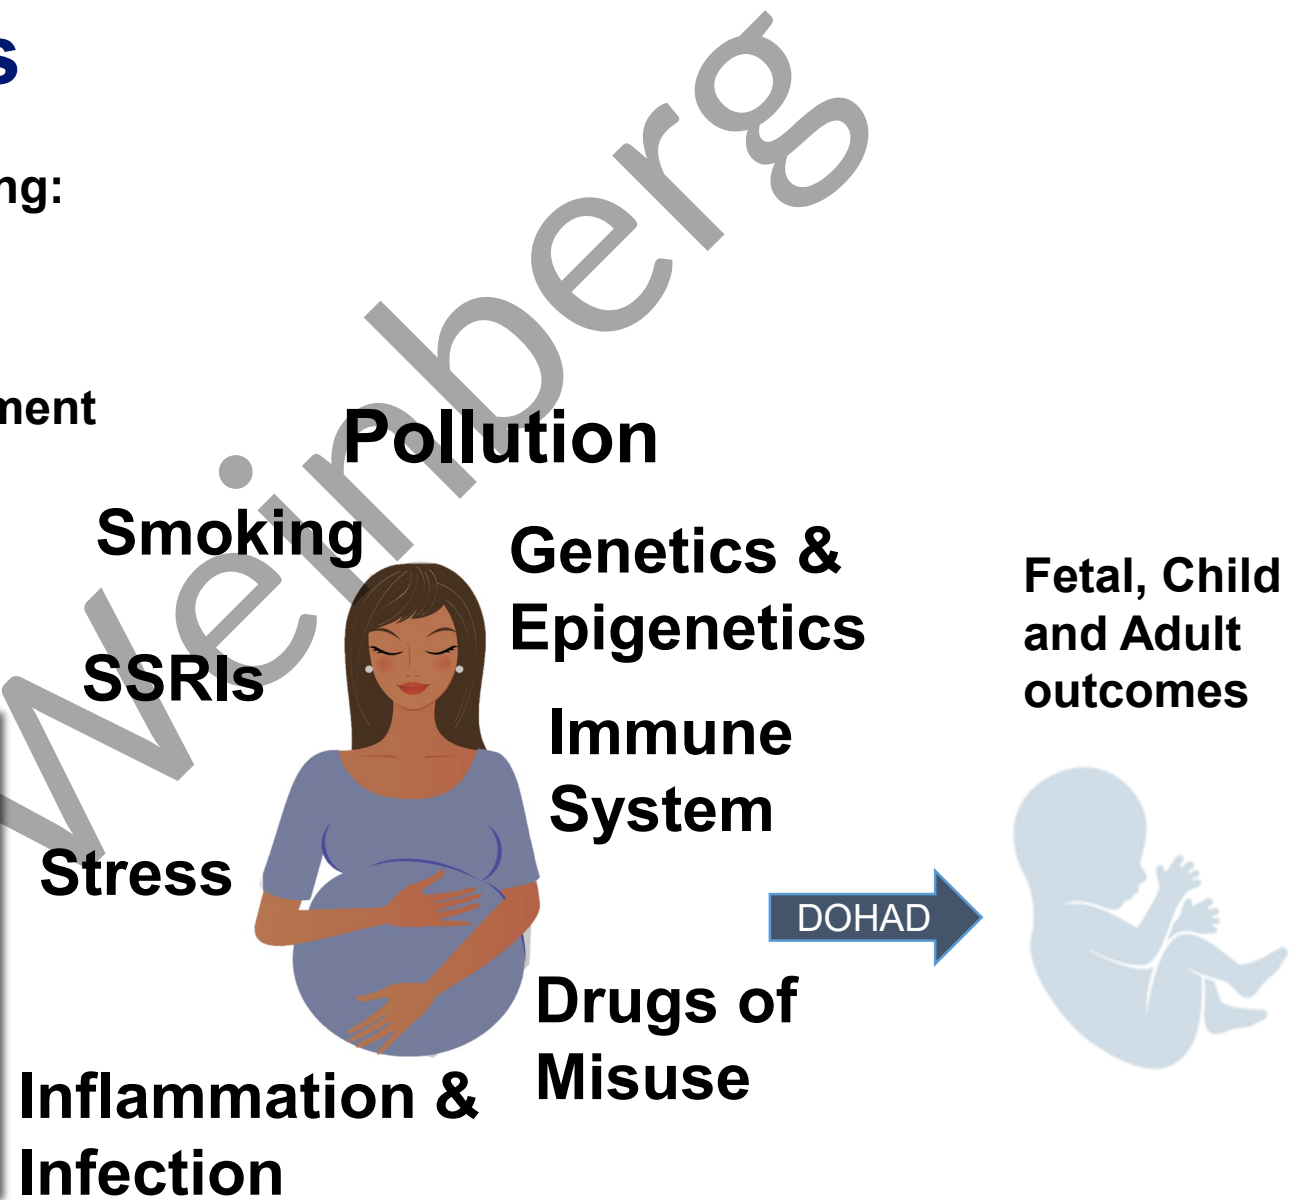 s
ng:
ment
Pollution
Smoking
Genetics &
Epigenetics
SSRIs
Immune
System
Stress
Drugs of
Misuse
Inflammation &
Infection
DOHAD
Fetal, Child
and Adult
outcomes
Weinberg